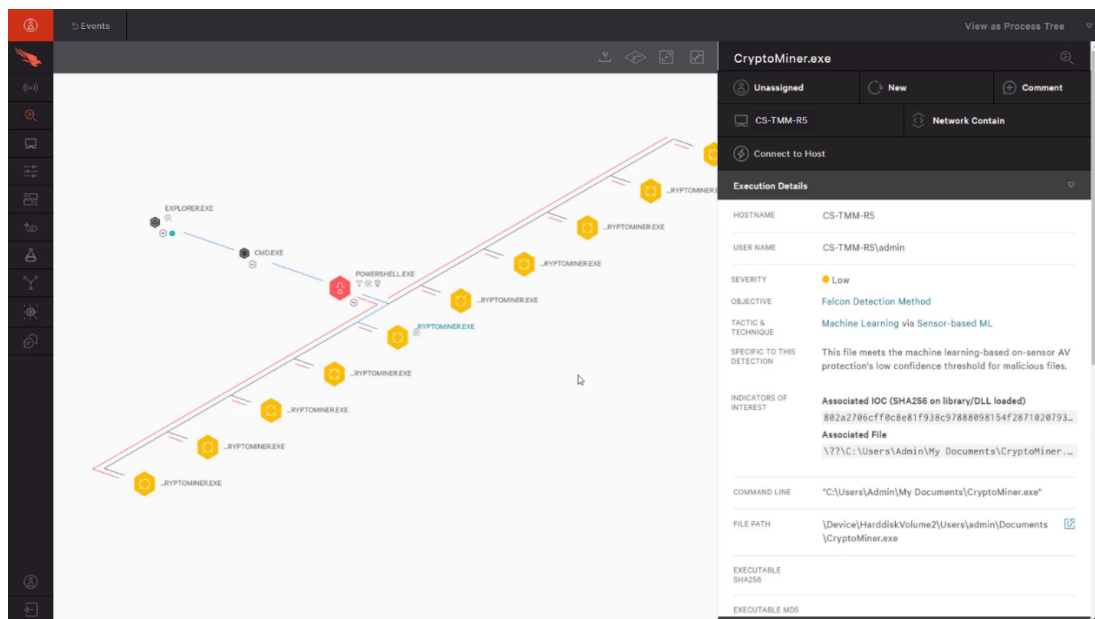 Events
View as Process Tree
CryptoMiner.exe
Unassigned
New
Comment
CS-TMM-R5
Network Contain
Connect to Host
Execution Details
HOSTNAME CS-TMM-R5
USER NAME CS-TMM-R5\admin
SEVERITY Low
OBJECTIVE Falcon Detection Method
TACTIC &
TECHNIQUE
Machine Learning via Sensor-based ML
SPECIFIC TO THIS
DETECTION
This file meets the machine learning-based on-sensor AV
protection's low confidence threshold for malicious files.
INDICATORS OF
INTEREST
Associated IOC (SHA256 on library/DLL loaded)
802a2706cff0c8e81f938c97888098154f2871020793...
Associated File
\??\C:\Users\Admin\My Documents\CryptoMiner....
COMMAND LINE "C:\Users\Admin\My Documents\CryptoMiner.exe"
FILE PATH \Device\HarddiskVolume2\Users\admin\Documents
\CryptoMiner.exe
EXECUTABLE
SHA256
EXECUTABLE MD5
EXPLORER.EXE
CMD.EXE
POWERSHELL.EXE
...RYPTOMINER.E
...RYPTOMINER.EXE
...RYPTOMINER.EXE
...RYPTOMINER.EXE
...RYPTOMINER.EXE
...RYPTOMINER.EXE
...RYPTOMINER.EXE
...RYPTOMINER.EXE
...RYPTOMINER.EXE